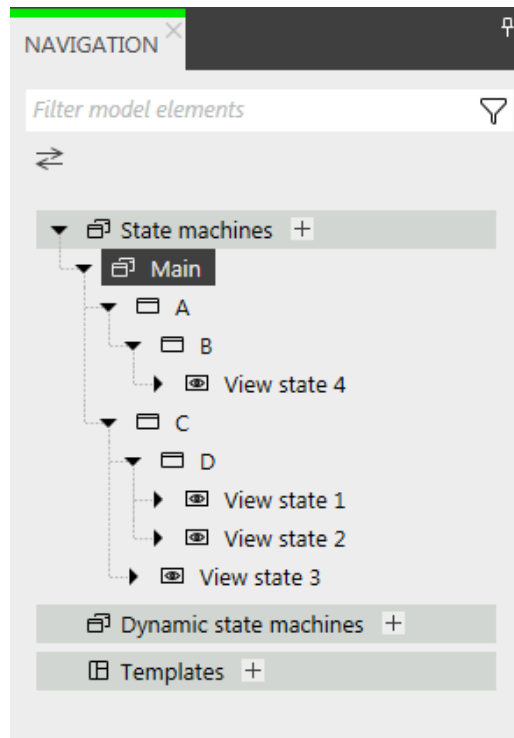 NAVIGATION
Filter model elements
State machines
Main
A
B
View state 4
C
D
View state 1
View state 2
View state 3
Dynamic state machines
Templates